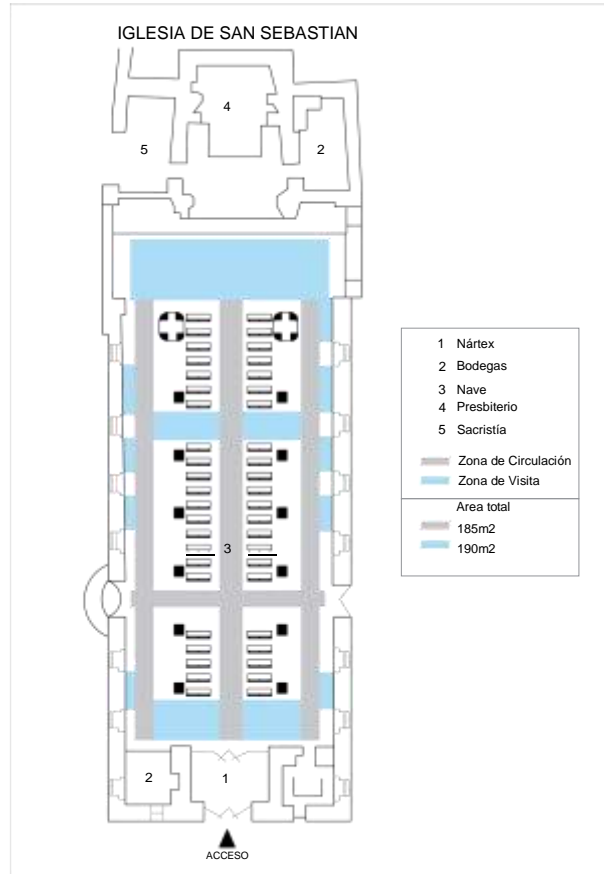 IGLESIA DE SAN SEBASTIAN
4
5
2
1 Nártex
2 Bodegas
3 Nave
4 Presbiterio
5 Sacristía
Zona de Circulación
Zona de Visita
Area total
185m2
190m2
3
2
1
ACCESO